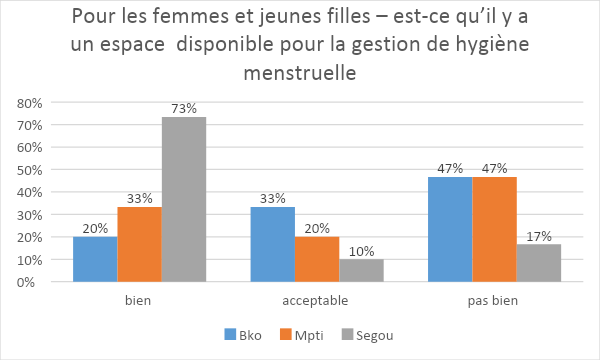 Pour les femmes et jeunes filles – est-ce qu’il y a
un espace  disponible pour la gestion de hygiène
menstruelle
80%
70%
60%
50%
40%
30%
20%
10%
0%
20%
33%
73%
33%
20%
10%
47%
47%
17%
bien
acceptable
pas bien
Bko
Mpti
Segou